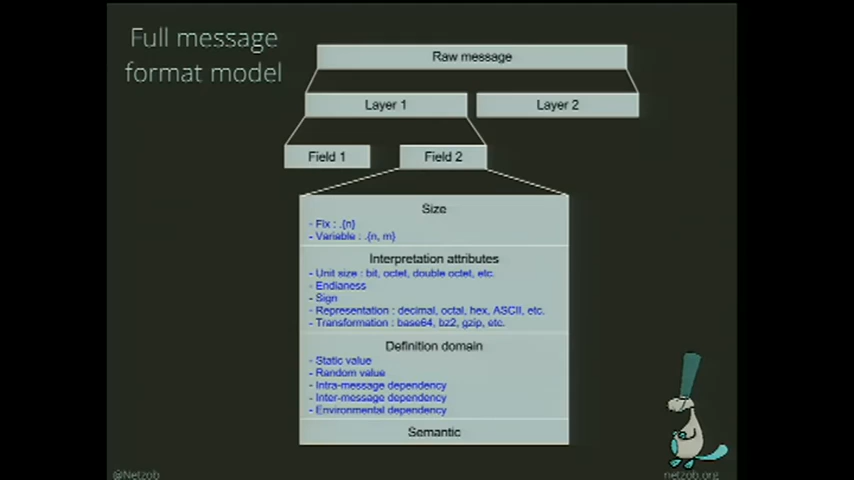 Full message
format model
Raw message
Layer 1
Layer 2
Field 1
Field 2
Size
- Fix : .{n}
- Variable : .{n, m}
Interpretation attributes
- Unit size : bit, octet, double octet, etc.
- Endianess
- Sign
- Representation : decimal, octal, hex, ASCII, etc.
- Transformation : base64, bz2, gzip, etc.
Definition domain
- Static value
- Random value
- Intra-message dependency
- Inter-message dependency
- Environmental dependency
Semantic
@Netzob
netzob.org